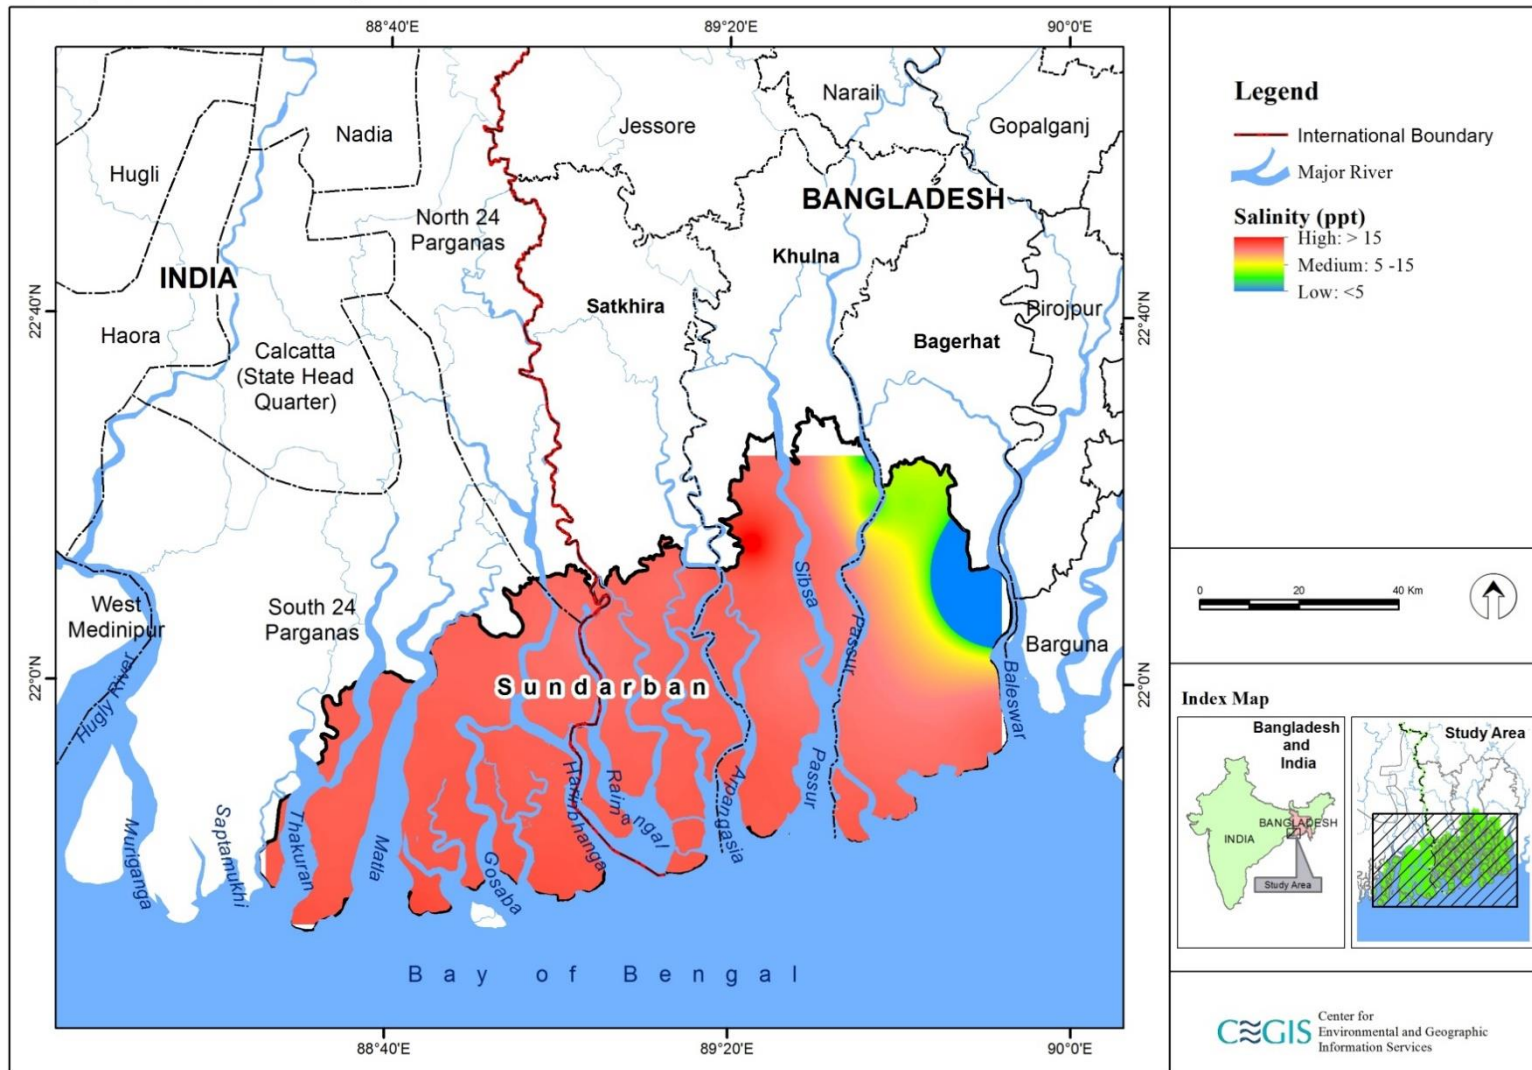 88°40'E
89°20'E
90°0'E
Narail
Jessore
Gopalganj
Nadia
Hugli
BANGLADESH
North 24
Parganas
Khulna
INDIA
Satkhira
Pirojpur
22°40'N
22°40'N
Haora
Bagerhat
Calcatta
(State Head
Quarter)
Sibsa
West
Medinipur
South 24
Parganas
Passur
Barguna
22°0'N
22°0'N
Sundarban
Baleswar
Hugly River
Passur
Harinbhanga
Raimangal
Arpangasia
Muriganga
Saptamukhi
Thakuran
Matla
Gosaba
Bay of Bengal
88°40'E
89°20'E
90°0'E
Legend
International Boundary
Major River
Salinity (ppt)
High: > 15
Medium: 5 -15
Low: <5
0 20 40 Km
Index Map
Bangladesh
and
India
BANGLADESH
INDIA
Study Area
Study Area
CEGIS
Center for
Environmental and Geographic
Information Services